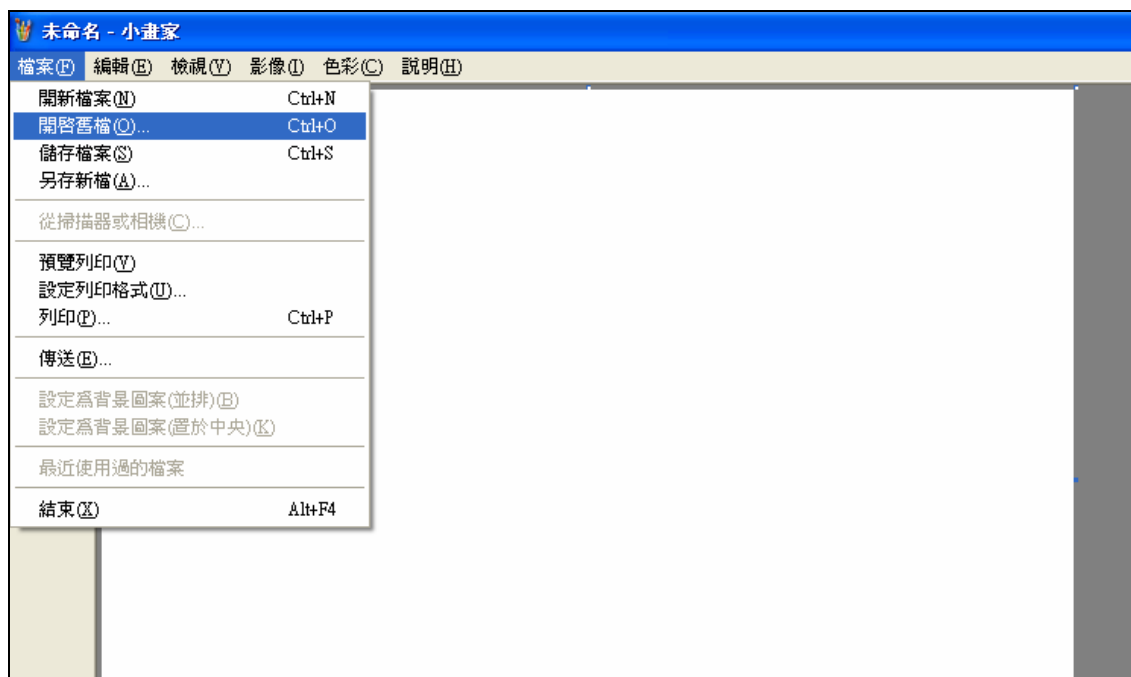 未命名 - 小畫家
檔案(F) 編輯(E) 檢視(V) 影像(I) 色彩(C) 說明(H)
開新檔案(N) Ctrl+N
開啓舊檔(O)... Ctrl+O
儲存檔案(S) Ctrl+S
另存新檔(A)...
從掃描器或相機(C)...
預覽列印(V)
設定列印格式(U)...
列印(P)... Ctrl+P
傳送(E)...
設定爲背景圖案(並排)(B)
設定爲背景圖案(置於中央)(K)
最近使用過的檔案
結束(X) Alt+F4